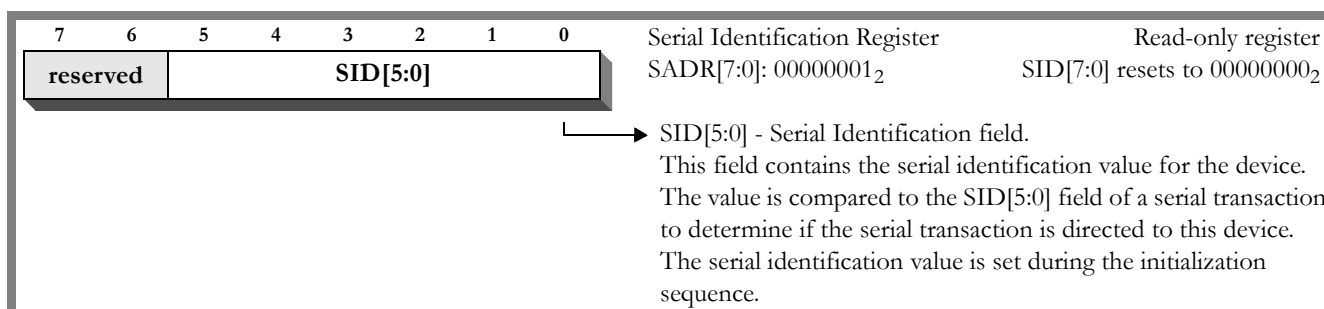 7 6 5 4 3 2 1 0
reserved SID[5:0]
Serial Identification Register Read-only register
SADR[7:0]: 00000001₂ SID[7:0] resets to 00000000₂
SID[5:0] - Serial Identification field.
This field contains the serial identification value for the device.
The value is compared to the SID[5:0] field of a serial transaction
to determine if the serial transaction is directed to this device.
The serial identification value is set during the initialization
sequence.